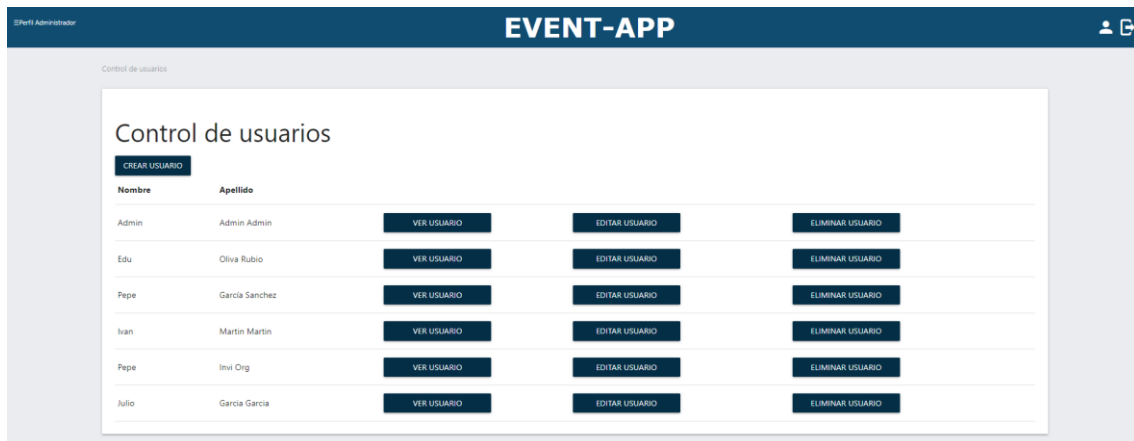 ☰Perfil Administrador EVENT-APP
Control de usuarios
Control de usuarios
CREAR USUARIO
Nombre Apellido
Admin Admin Admin VER USUARIO EDITAR USUARIO ELIMINAR USUARIO
Edu Oliva Rubio VER USUARIO EDITAR USUARIO ELIMINAR USUARIO
Pepe García Sanchez VER USUARIO EDITAR USUARIO ELIMINAR USUARIO
Ivan Martin Martin VER USUARIO EDITAR USUARIO ELIMINAR USUARIO
Pepe Invi Org VER USUARIO EDITAR USUARIO ELIMINAR USUARIO
Julio Garcia Garcia VER USUARIO EDITAR USUARIO ELIMINAR USUARIO